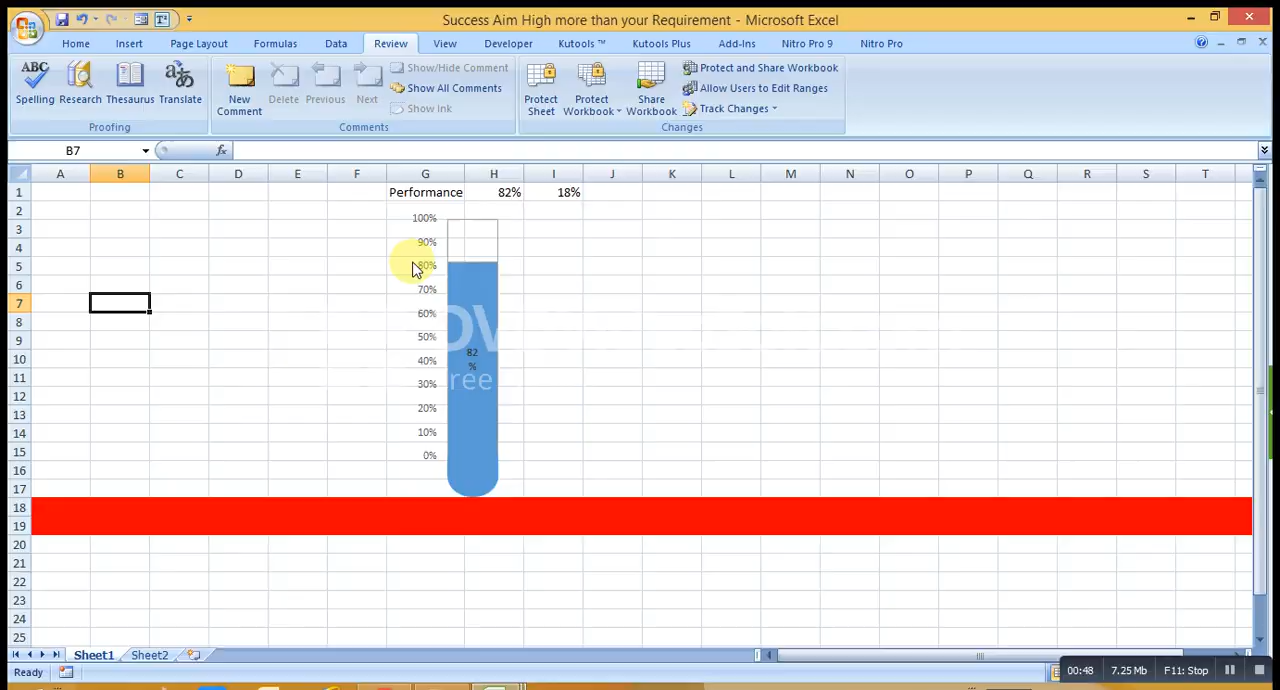 Success Aim High more than your Requirement - Microsoft Excel
Home Insert Page Layout Formulas Data Review View Developer Kutools ™ Kutools Plus Add-Ins Nitro Pro 9 Nitro Pro
ABC
Spelling Research Thesaurus Translate
Proofing
New Comment Delete Previous Next
Show/Hide Comment
Show All Comments
Show Ink
Comments
Protect Sheet Protect Workbook Share Workbook
Protect and Share Workbook
Allow Users to Edit Ranges
Track Changes
Changes
B7 fx
A B C D E F G H I J K L M N O P Q R S T
1 Performance 82% 18%
2 100%
3
4 90%
5 80%
6
7 70%
8 60%
9 50%
10 82 % 40%
11 30%
12 20%
13
14 10%
15 0%
16
17
18
19
20
21
22
23
24
25
Sheet1 Sheet2
Ready
00:48 7.25 Mb F11: Stop